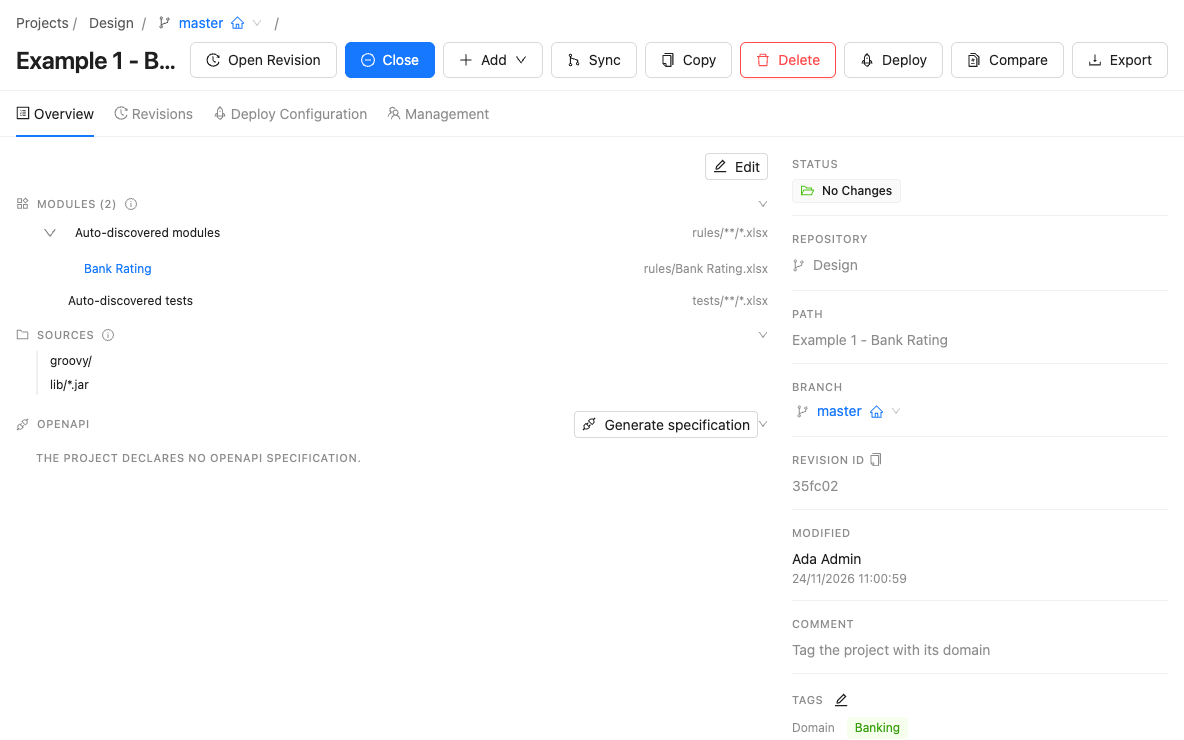 Projects / Design / master /
Example 1 - B... Open Revision Close Add Sync Copy Delete Deploy Compare Export
Overview Revisions Deploy Configuration Management
Edit
MODULES (2)
Auto-discovered modules rules/**/*.xlsx
Bank Rating rules/Bank Rating.xlsx
Auto-discovered tests tests/**/*.xlsx
SOURCES
groovy/
lib/*.jar
OPENAPI Generate specification
THE PROJECT DECLARES NO OPENAPI SPECIFICATION.
STATUS
No Changes
REPOSITORY
Design
PATH
Example 1 - Bank Rating
BRANCH
master
REVISION ID
35fc02
MODIFIED
Ada Admin
24/11/2026 11:00:59
COMMENT
Tag the project with its domain
TAGS
Domain Banking